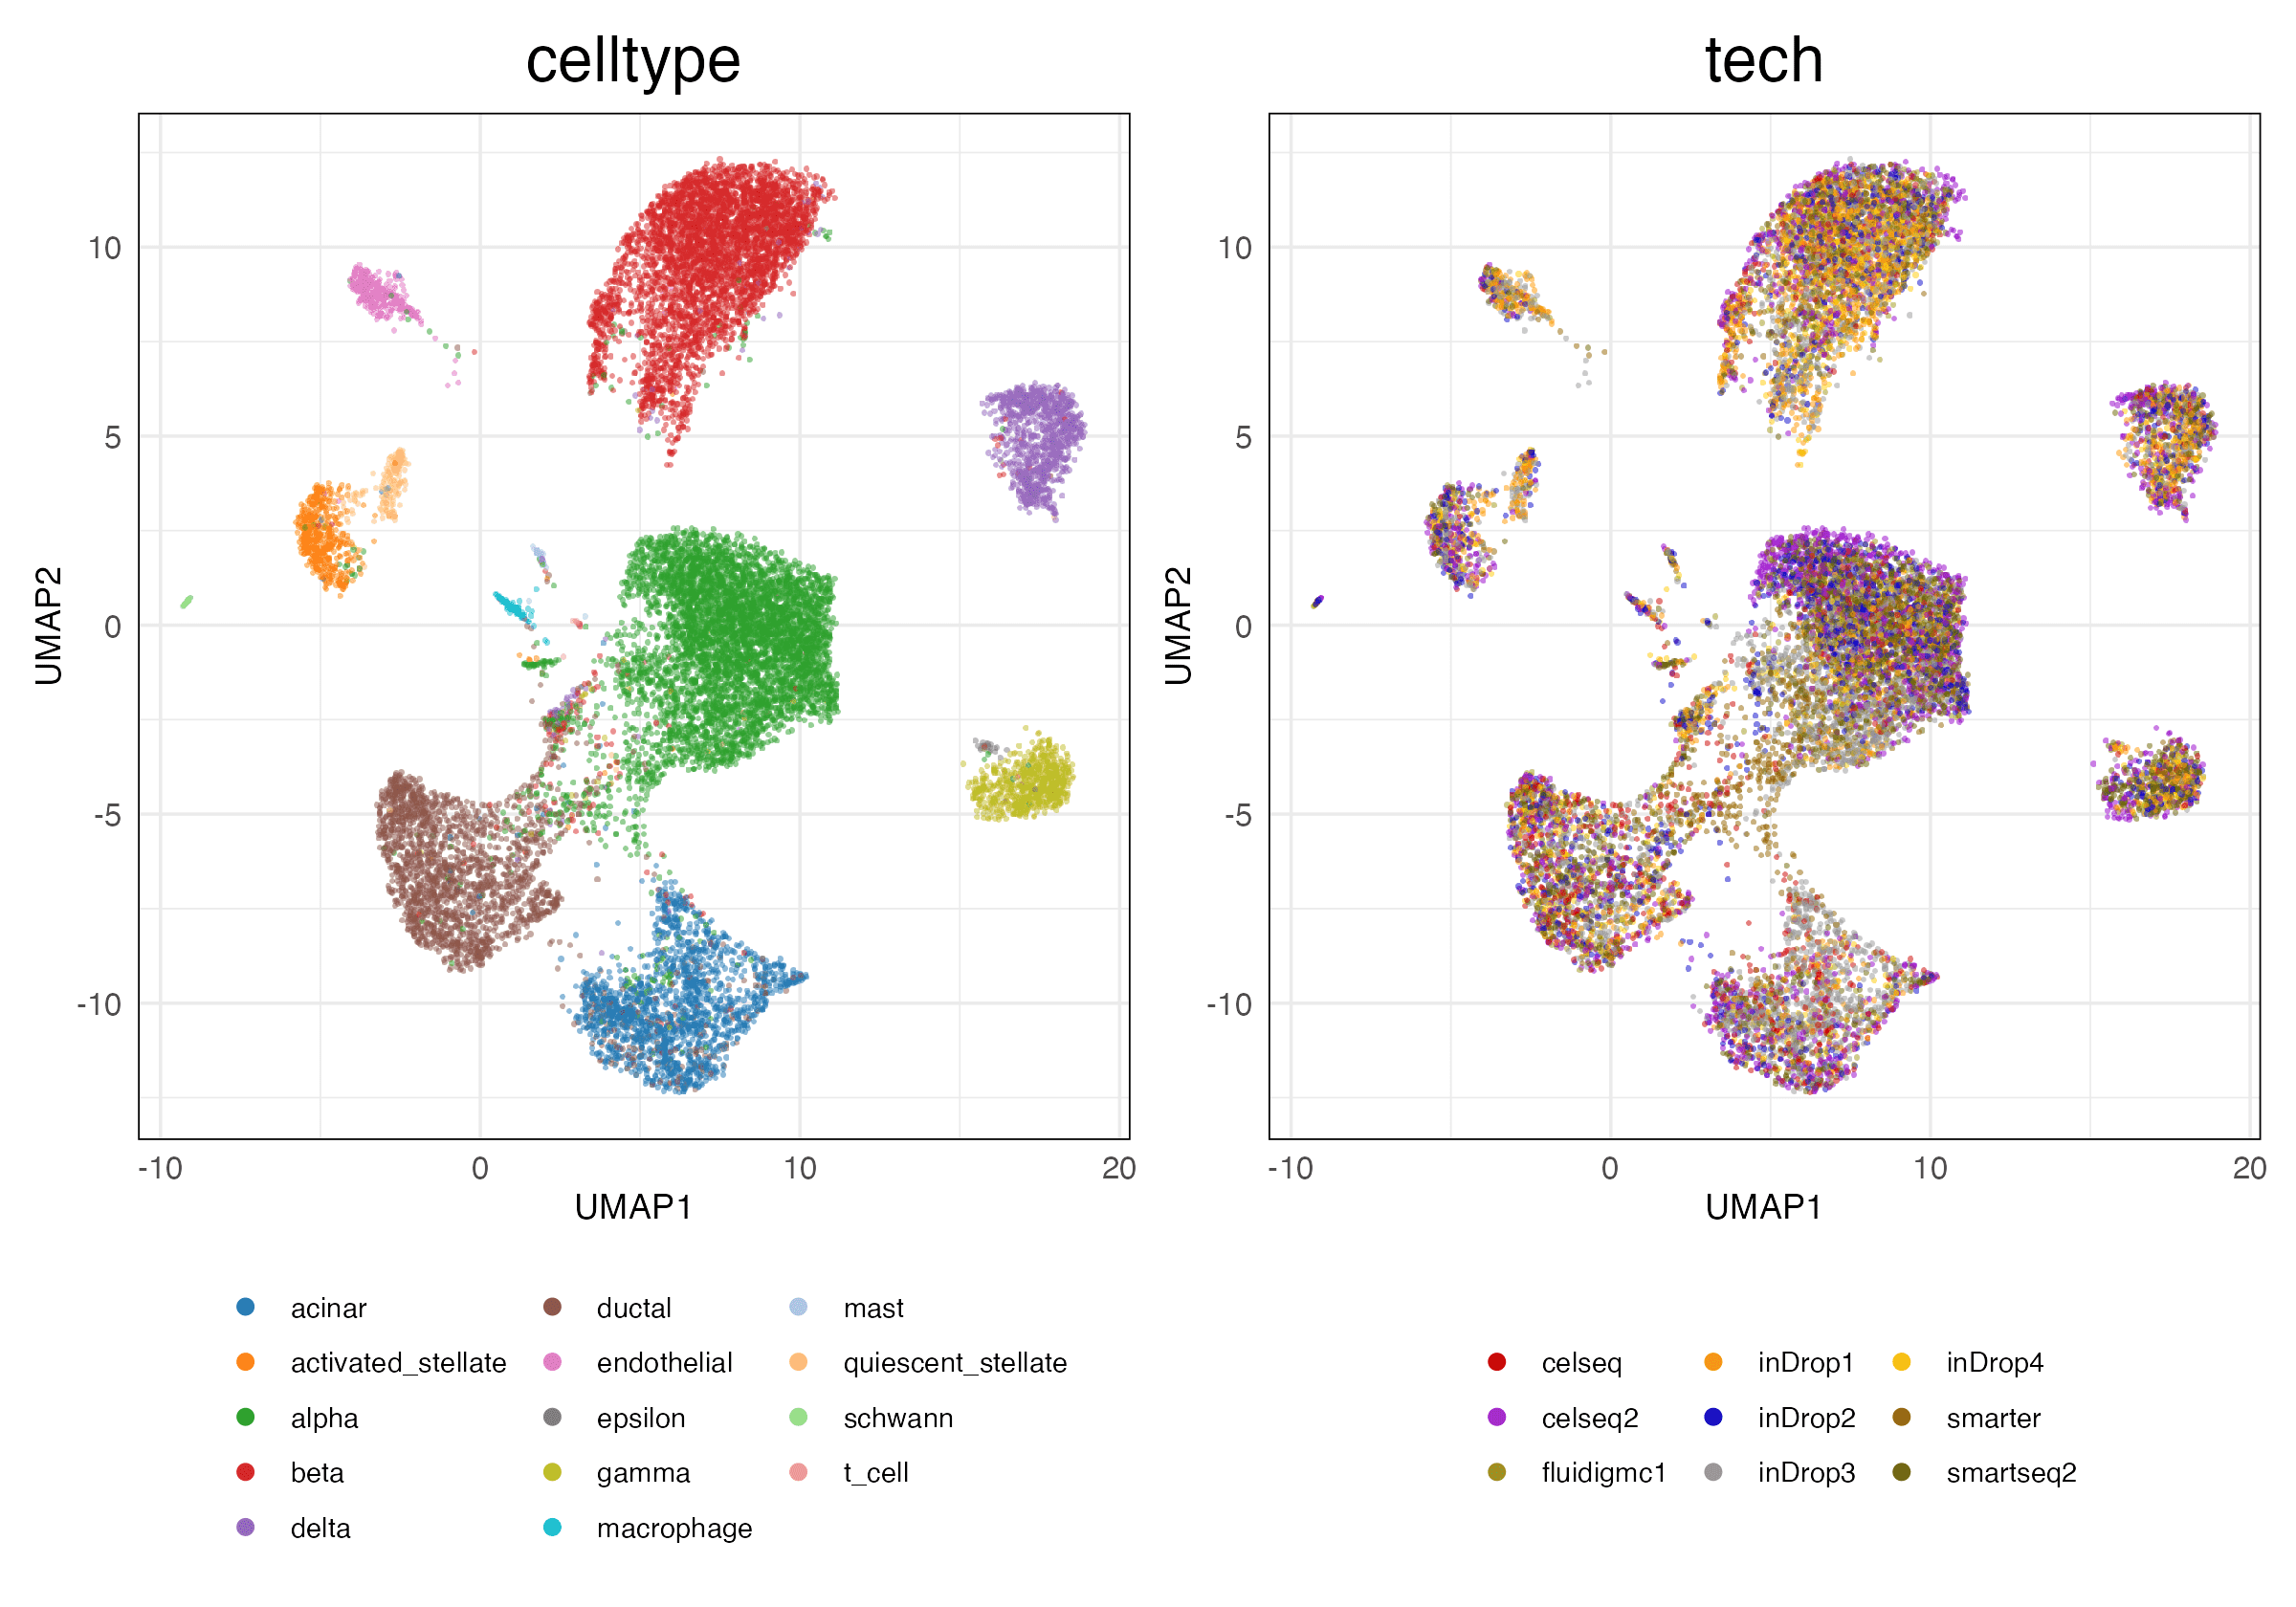 celltype
tech
10
5
0
-5
-10
UMAP2
-10 0 10 20
UMAP1
10
5
0
-5
-10
UMAP2
-10 0 10 20
UMAP1
acinar ductal mast
activated_stellate endothelial quiescent_stellate
alpha epsilon schwann
beta gamma t_cell
delta macrophage
celseq inDrop1 inDrop4
celseq2 inDrop2 smarter
fluidigmc1 inDrop3 smartseq2